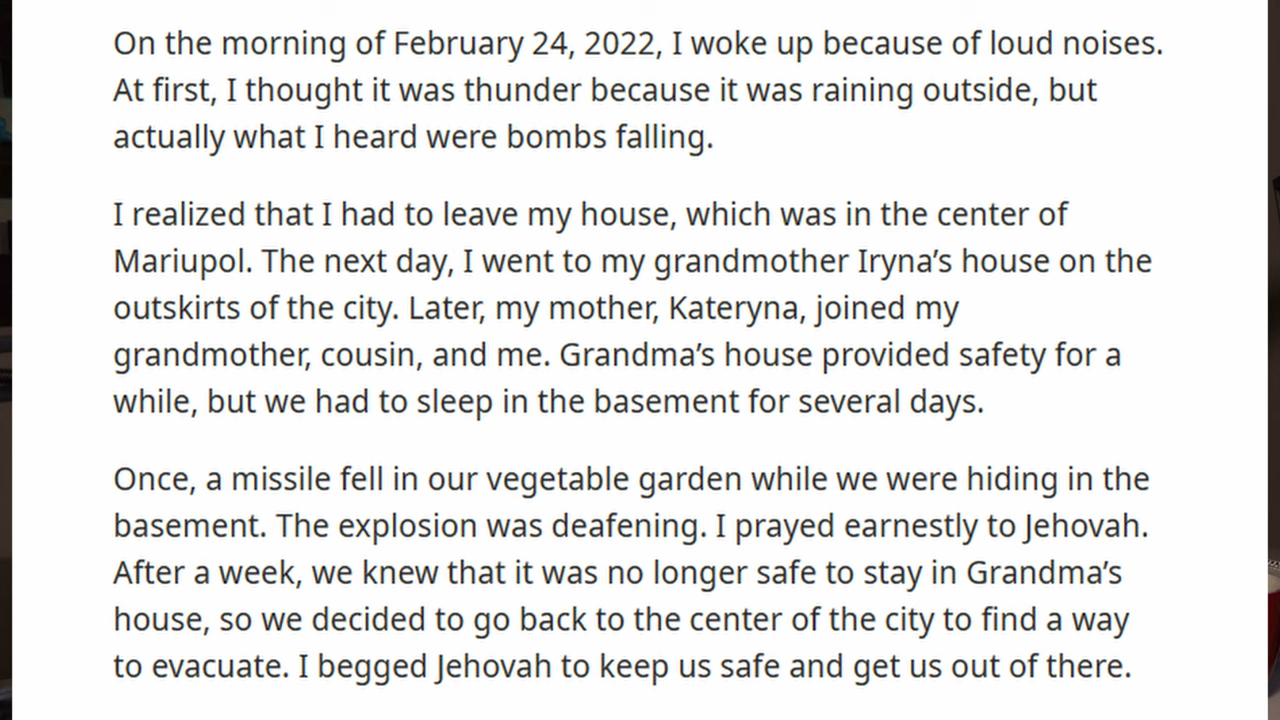 On the morning of February 24, 2022, I woke up because of loud noises.
At first, I thought it was thunder because it was raining outside, but
actually what I heard were bombs falling.
I realized that I had to leave my house, which was in the center of
Mariupol. The next day, I went to my grandmother Iryna’s house on the
outskirts of the city. Later, my mother, Kateryna, joined my
grandmother, cousin, and me. Grandma’s house provided safety for a
while, but we had to sleep in the basement for several days.
Once, a missile fell in our vegetable garden while we were hiding in the
basement. The explosion was deafening. I prayed earnestly to Jehovah.
After a week, we knew that it was no longer safe to stay in Grandma’s
house, so we decided to go back to the center of the city to find a way
to evacuate. I begged Jehovah to keep us safe and get us out of there.